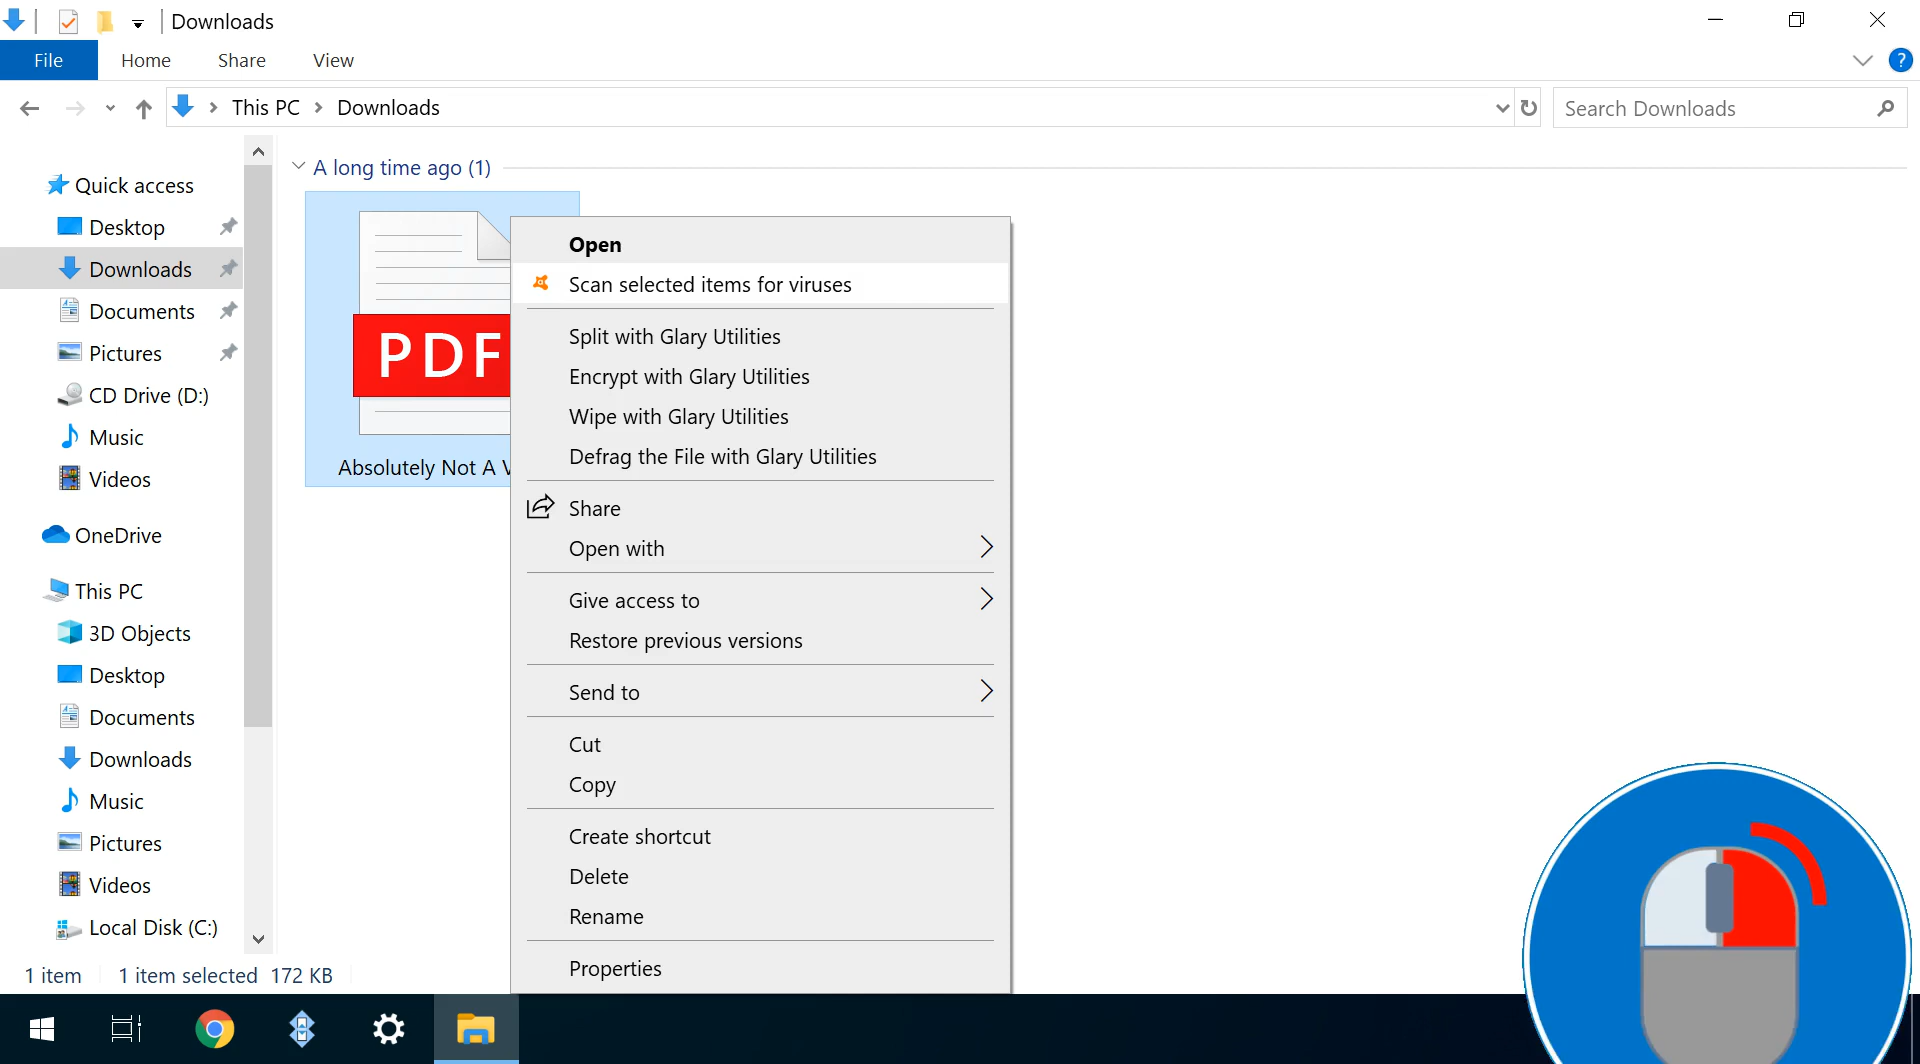 Downloads
File
Home
Share
View
?
This PC
Downloads
Search Downloads
Quick access
Desktop
Downloads
Documents
Pictures
CD Drive (D:)
Music
Videos
OneDrive
This PC
3D Objects
Desktop
Documents
Downloads
Music
Pictures
Videos
Local Disk (C:)
A long time ago (1)
PDF
Absolutely Not A
Open
Scan selected items for viruses
Split with Glary Utilities
Encrypt with Glary Utilities
Wipe with Glary Utilities
Defrag the File with Glary Utilities
Share
Open with
Give access to
Restore previous versions
Send to
Cut
Copy
Create shortcut
Delete
Rename
Properties
1 item
1 item selected 172 KB